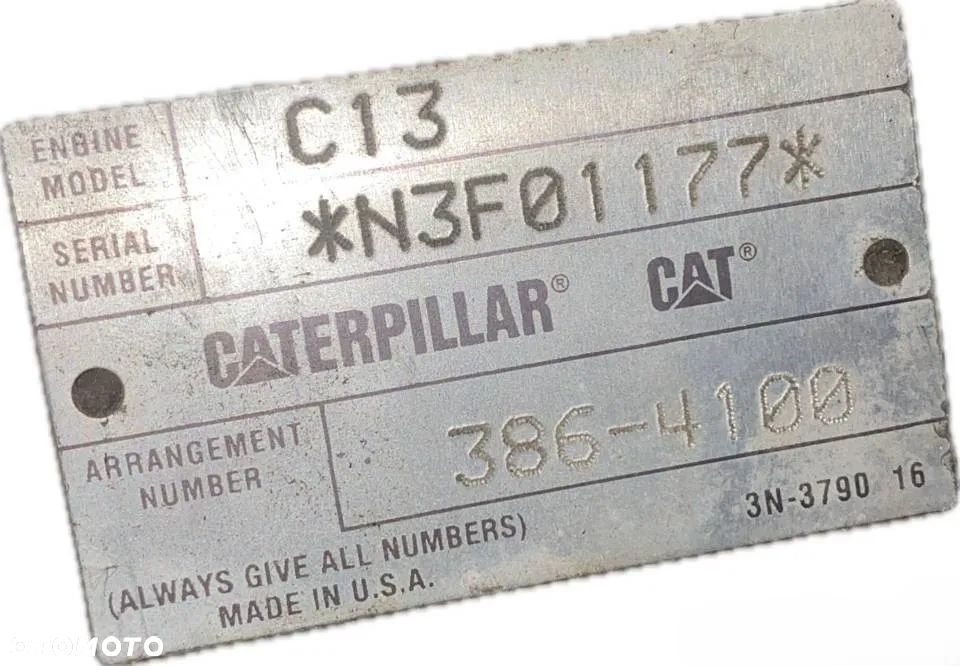 ENGINE
MODEL
C13
SERIAL
NUMBER
*N3F01177*
CATERPILLAR® CAT®
ARRANGEMENT
NUMBER
386-4100
3N-3790 16
(ALWAYS GIVE ALL NUMBERS)
MADE IN U.S.A.
OTOMOTO